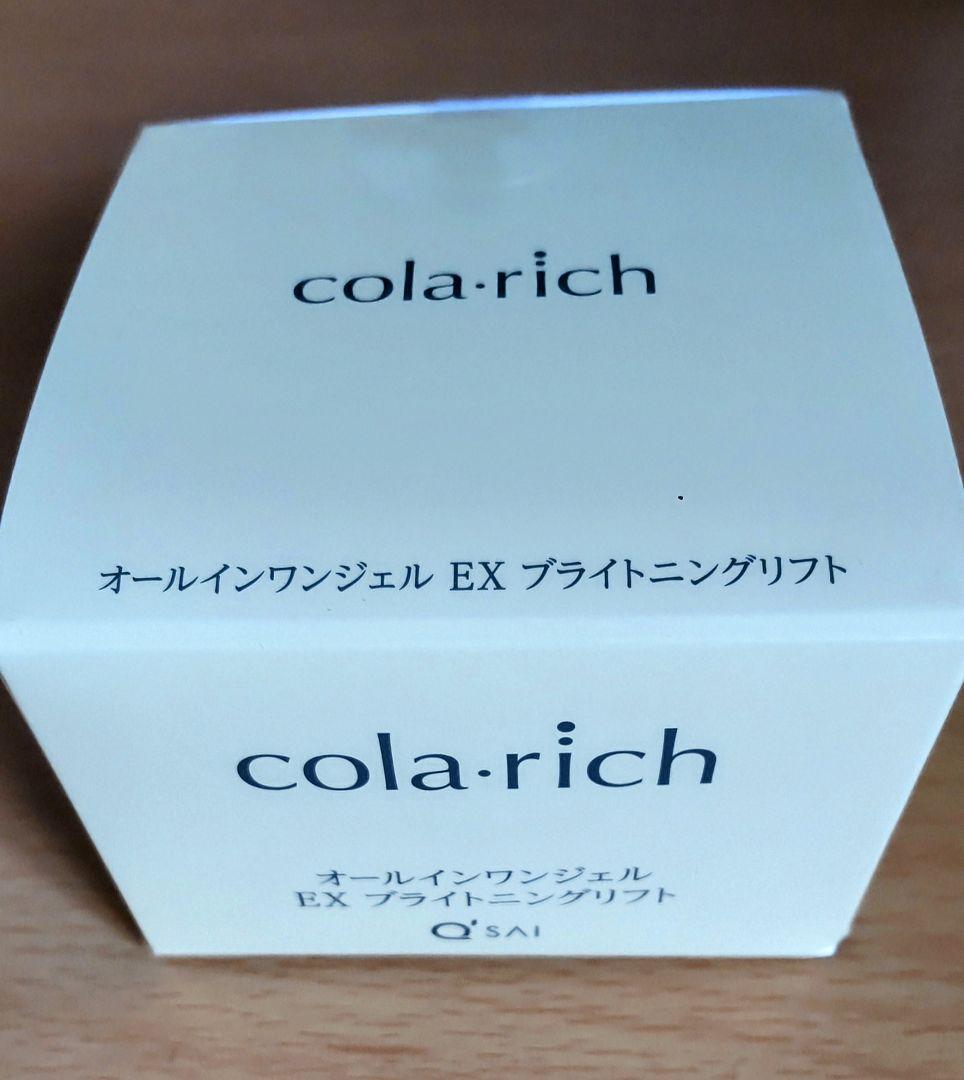 cola·rich
オールインワンジェル EX ブライトニングリフト
cola·rich
オールインワンジェル
EX ブライトニングリフト
Q'SAI